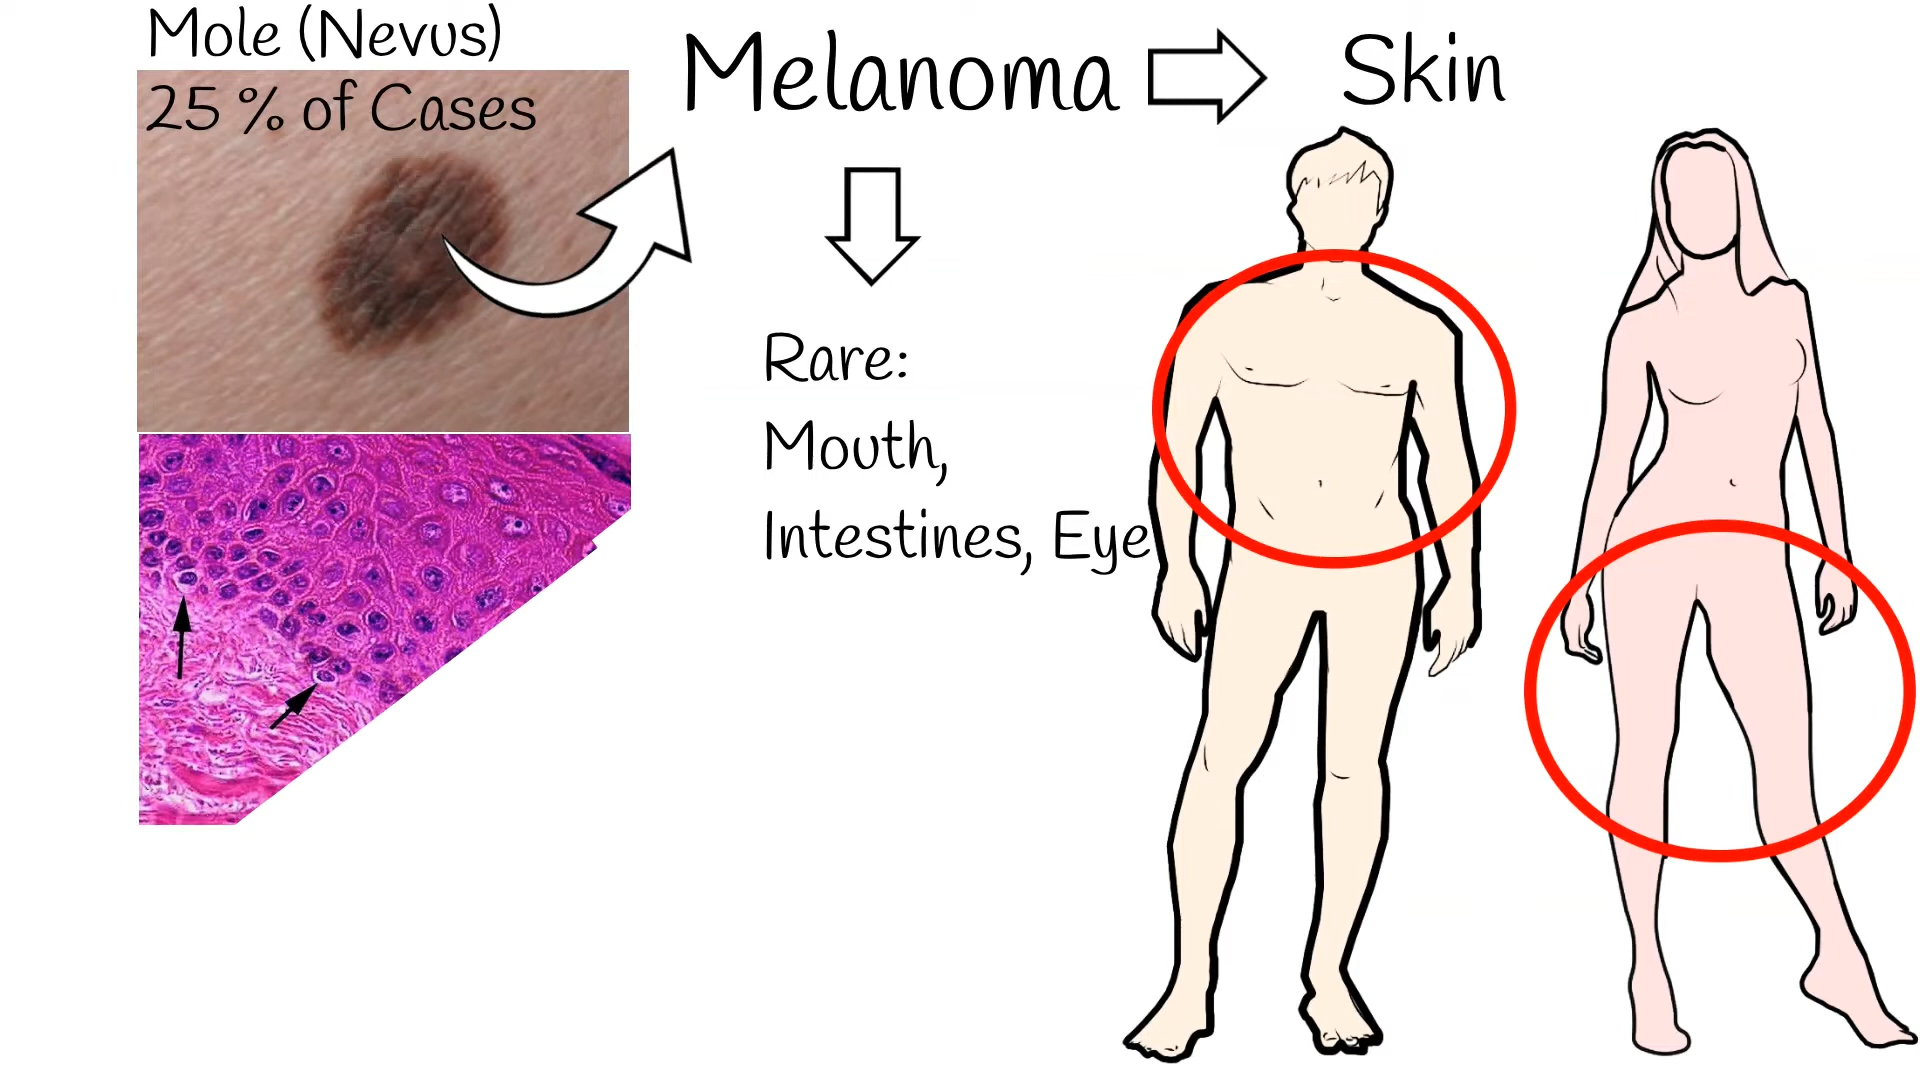 Mole (Nevus)
25 % of Cases
Melanoma
Skin
Rare:
Mouth,
Intestines, Eye